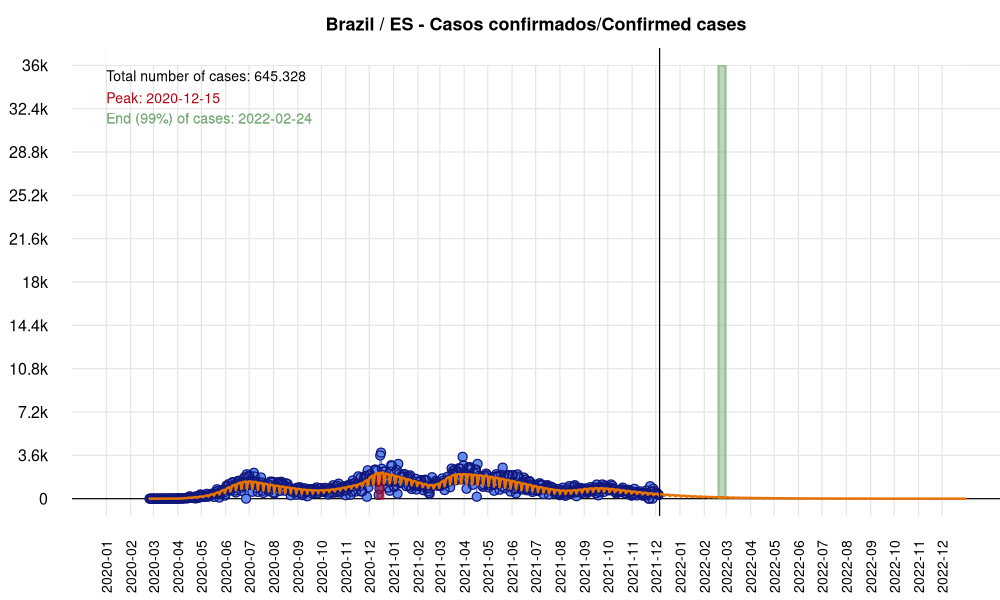 Brazil / ES - Casos confirmados/Confirmed cases
Total number of cases: 645.328
Peak: 2020-12-15
End (99%) of cases: 2022-02-24
36k
32.4k
28.8k
25.2k
21.6k
18k
14.4k
10.8k
7.2k
3.6k
0
2020-01
2020-02
2020-03
2020-04
2020-05
2020-06
2020-07
2020-08
2020-09
2020-10
2020-11
2020-12
2021-01
2021-02
2021-03
2021-04
2021-05
2021-06
2021-07
2021-08
2021-09
2021-10
2021-11
2021-12
2022-01
2022-02
2022-03
2022-04
2022-05
2022-06
2022-07
2022-08
2022-09
2022-10
2022-11
2022-12